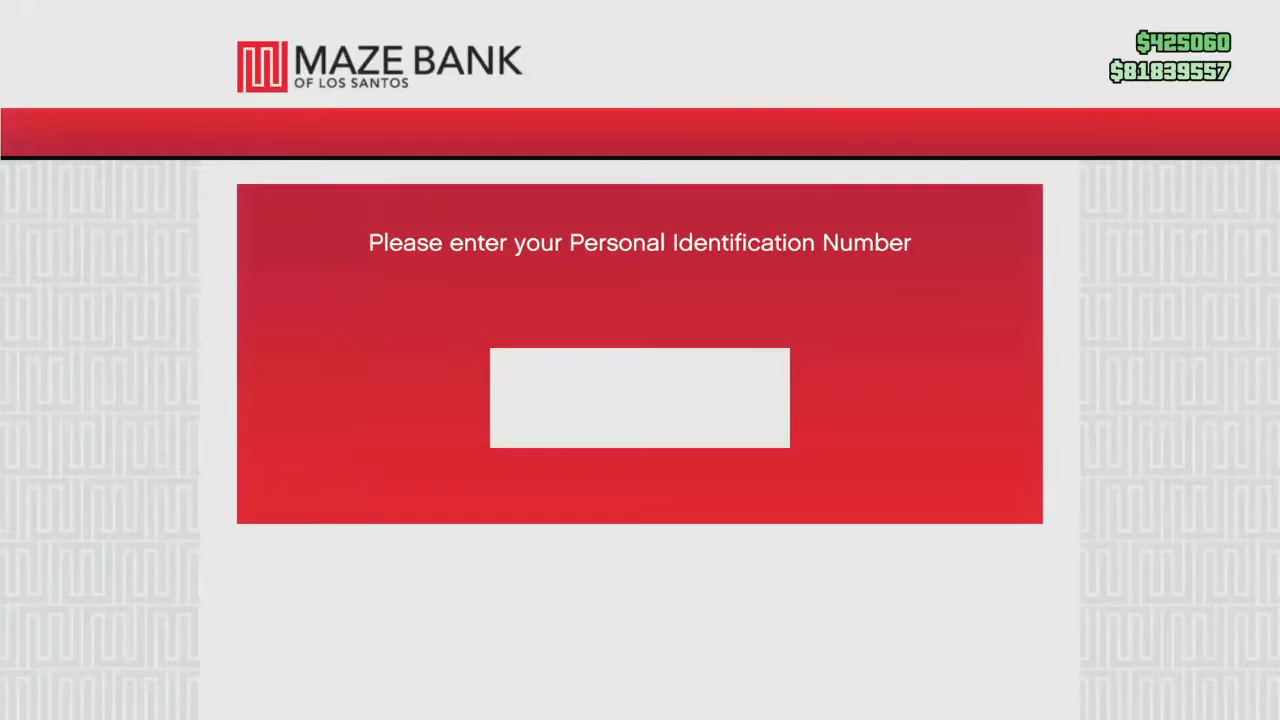 MAZE BANK
OF LOS SANTOS
$425060
$81839557
Please enter your Personal Identification Number